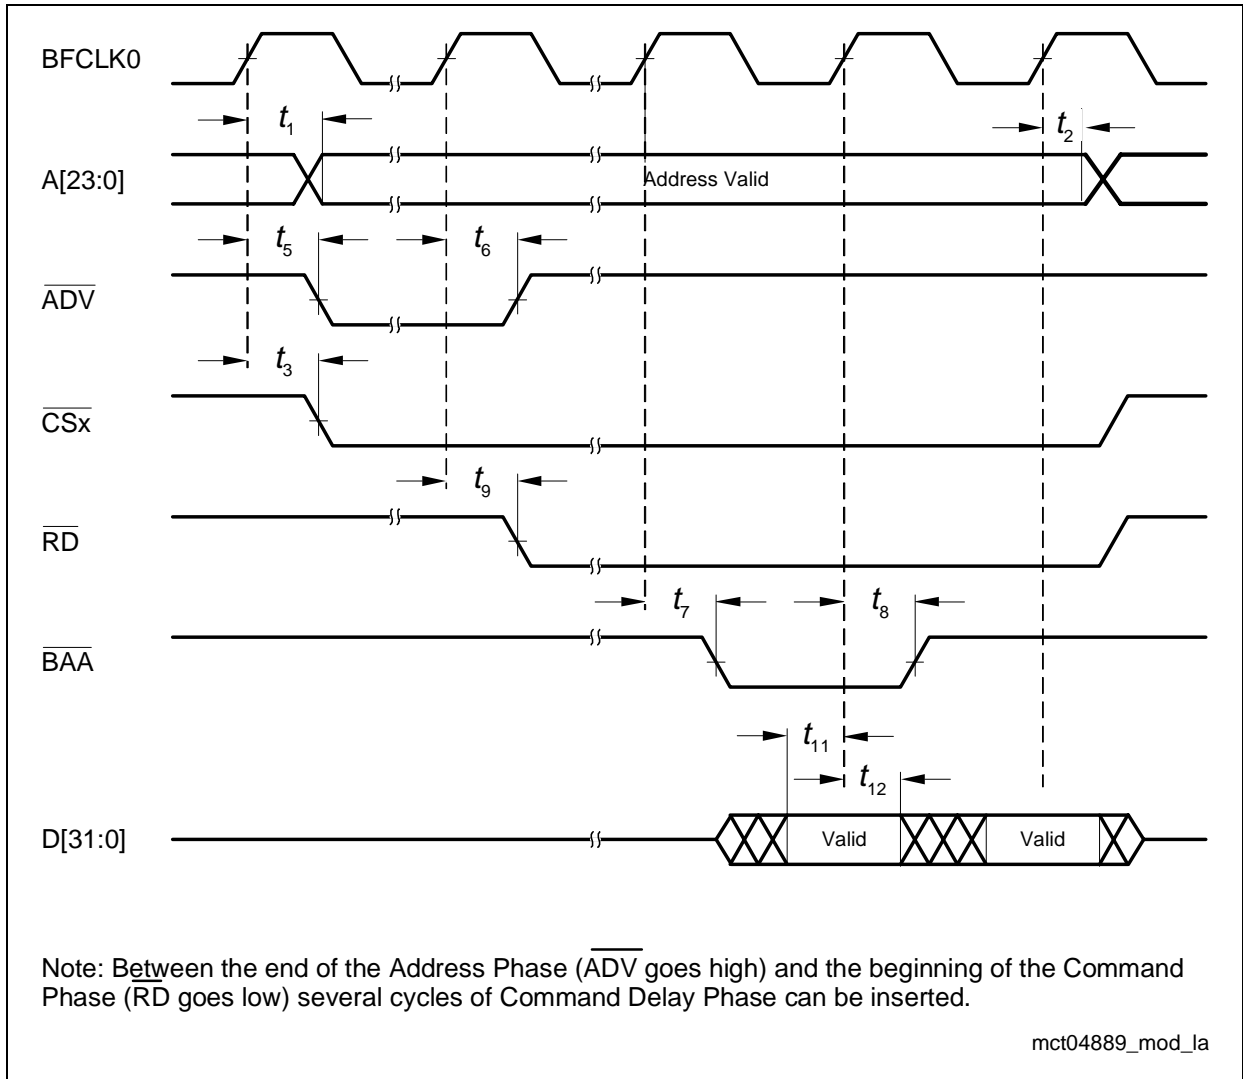 BFCLK0
t1
t2
A[23:0]
Address Valid
t5
t6
ADV
t3
CSx
t9
RD
t7
t8
BAA
t11
t12
D[31:0]
Valid
Valid
Note: Between the end of the Address Phase (ADV goes high) and the beginning of the Command
Phase (RD goes low) several cycles of Command Delay Phase can be inserted.
mct04889_mod_la